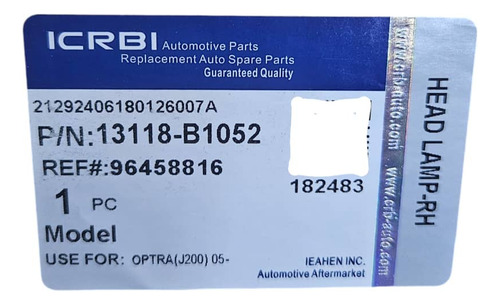 ICRBI Automotive Parts
Replacement Auto Spare Parts
Guaranteed Quality
21292406180126007A
P/N:13118-B1052
REF#:96458816
182483
1 PC
Model
USE FOR: OPTRA(J200) 05-
IEAHEN INC.
Automotive Aftermarket
www.crb-auto.com www.crb-auto.com
HEAD LAMP-RH